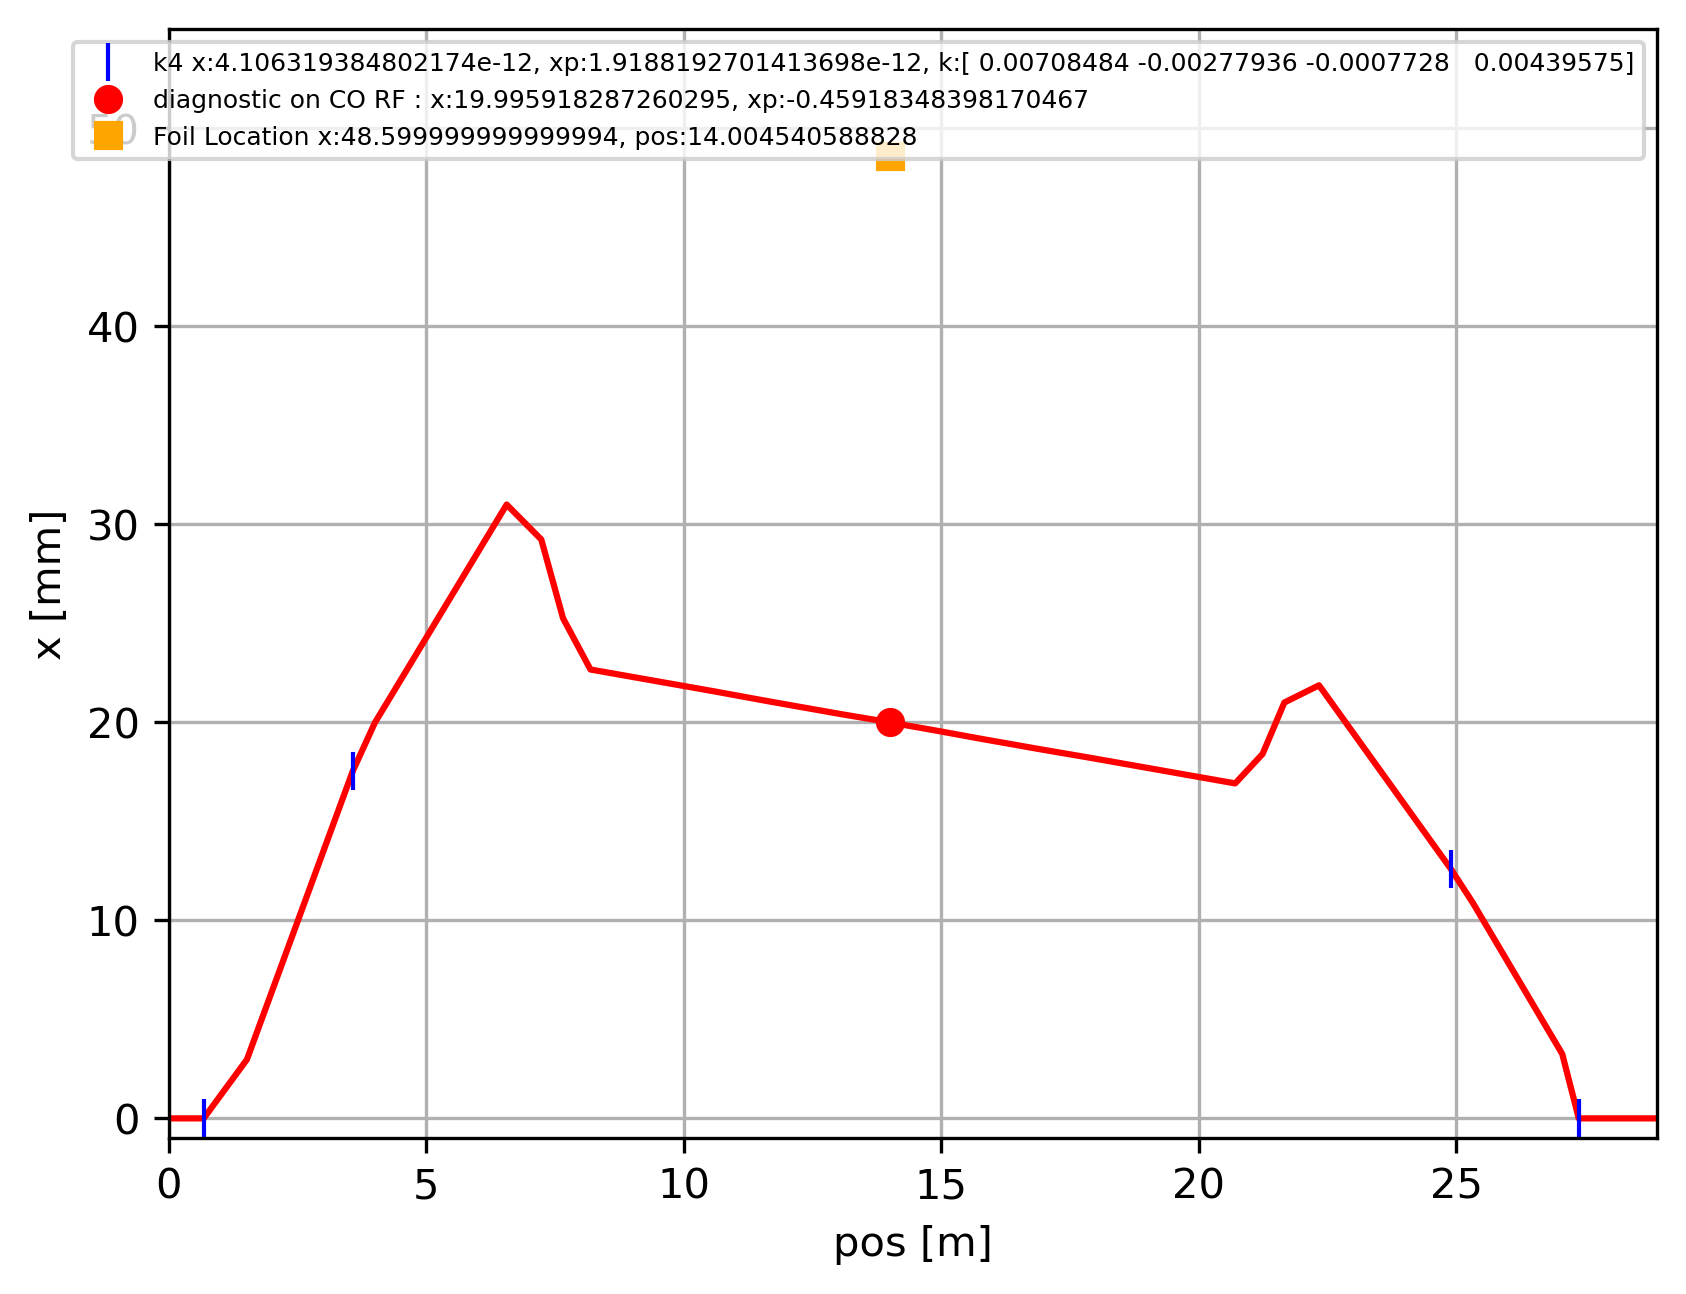 k4 x:4.106319384802174e-12, xp:1.9188192701413698e-12, k:[ 0.00708484 -0.00277936 -0.0007728   0.00439575]
diagnostic on CO RF : x:19.995918287260295, xp:-0.45918348398170467
Foil Location x:48.599999999999994, pos:14.004540588828
50
40
30
20
10
0
x [mm]
0 5 10 15 20 25
pos [m]